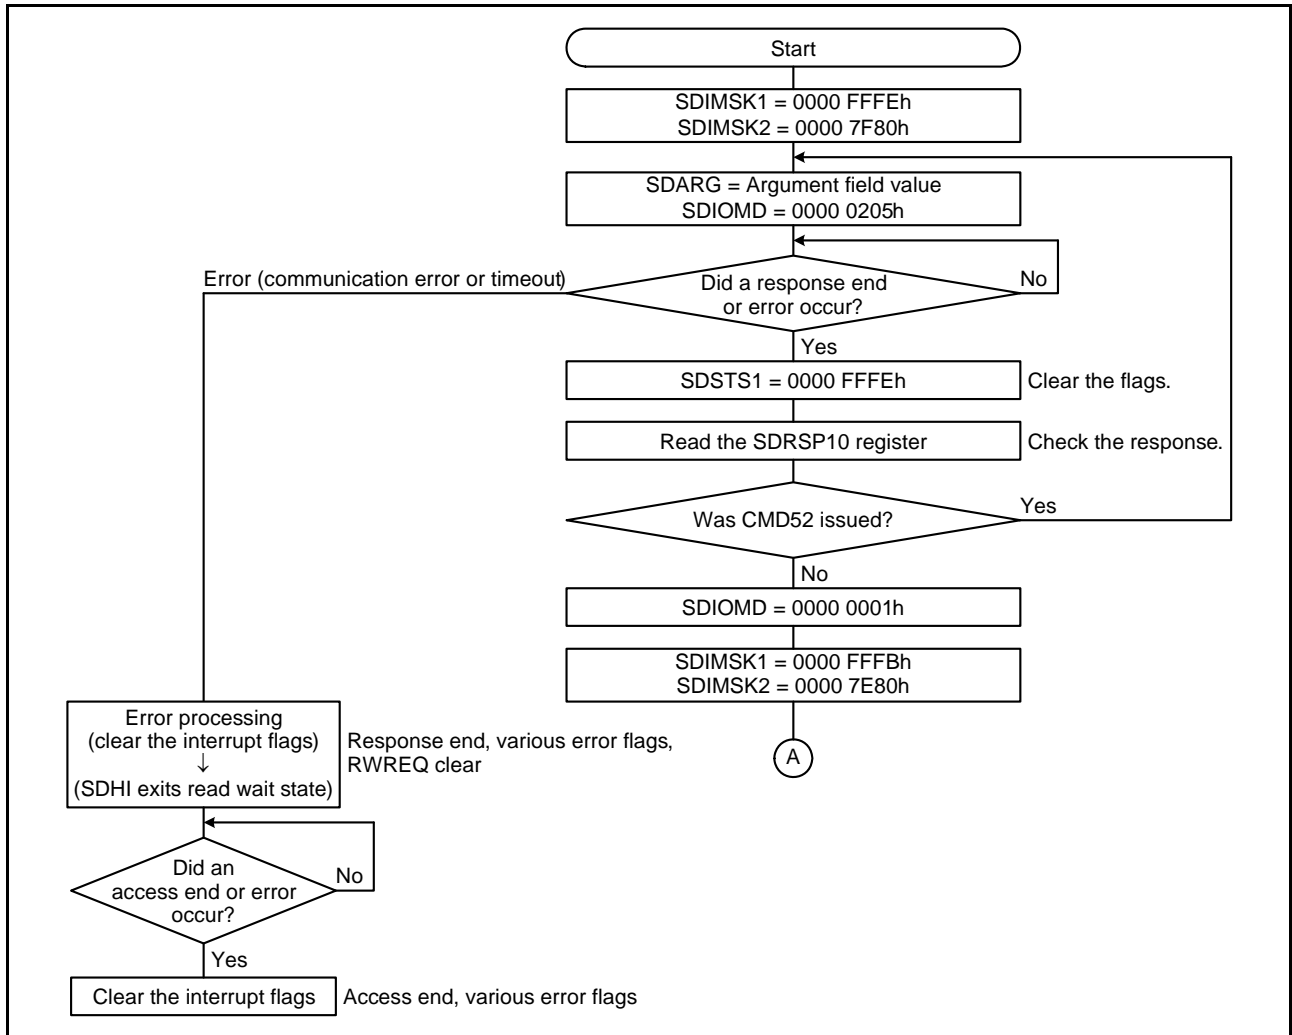 Start
SDIMSK1 = 0000 FFFEh
SDIMSK2 = 0000 7F80h
SDARG = Argument field value
SDIOMD = 0000 0205h
Error (communication error or timeout)
Did a response end
or error occur?
No
Yes
SDSTS1 = 0000 FFFEh
Clear the flags.
Read the SDRSP10 register
Check the response.
Was CMD52 issued?
Yes
No
SDIOMD = 0000 0001h
SDIMSK1 = 0000 FFFBh
SDIMSK2 = 0000 7E80h
A
Error processing
(clear the interrupt flags)
↓
(SDHI exits read wait state)
Response end, various error flags,
RWREQ clear
Did an
access end or error
occur?
No
Yes
Clear the interrupt flags
Access end, various error flags